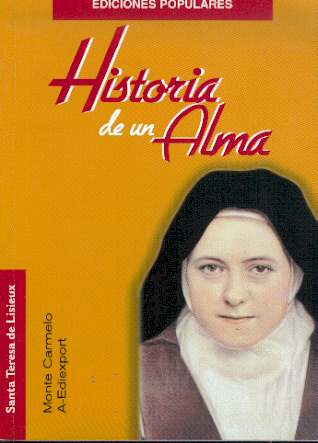 EDICIONES POPULARES
Historia
de un Alma
Santa Teresa de Lisieux
Monte Carmelo
A-Ediexport